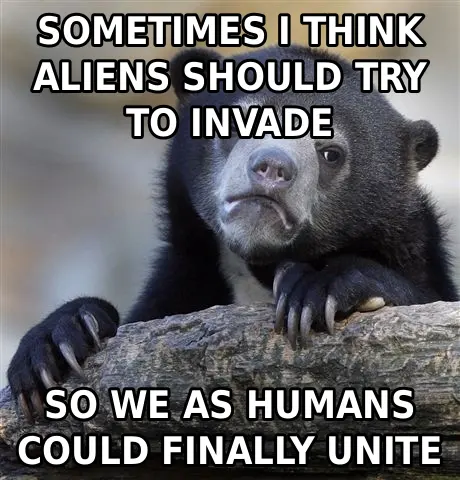 SOMETIMES I THINK
ALIENS SHOULD TRY
TO INVADE
SO WE AS HUMANS
COULD FINALLY UNITE